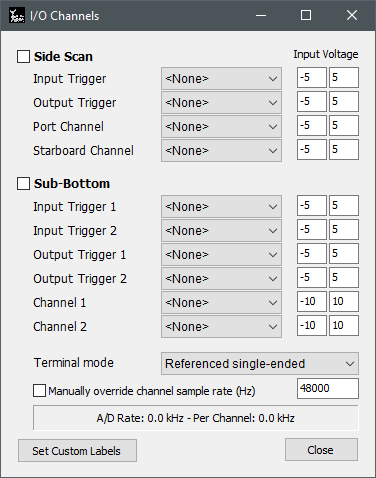 I/O Channels
Side Scan Input Voltage
Input Trigger <None> -5 5
Output Trigger <None> -5 5
Port Channel <None> -5 5
Starboard Channel <None> -5 5
Sub-Bottom
Input Trigger 1 <None> -5 5
Input Trigger 2 <None> -5 5
Output Trigger 1 <None> -5 5
Output Trigger 2 <None> -5 5
Channel 1 <None> -10 10
Channel 2 <None> -10 10
Terminal mode Referenced single-ended
Manually override channel sample rate (Hz) 48000
A/D Rate: 0.0 kHz - Per Channel: 0.0 kHz
Set Custom Labels Close